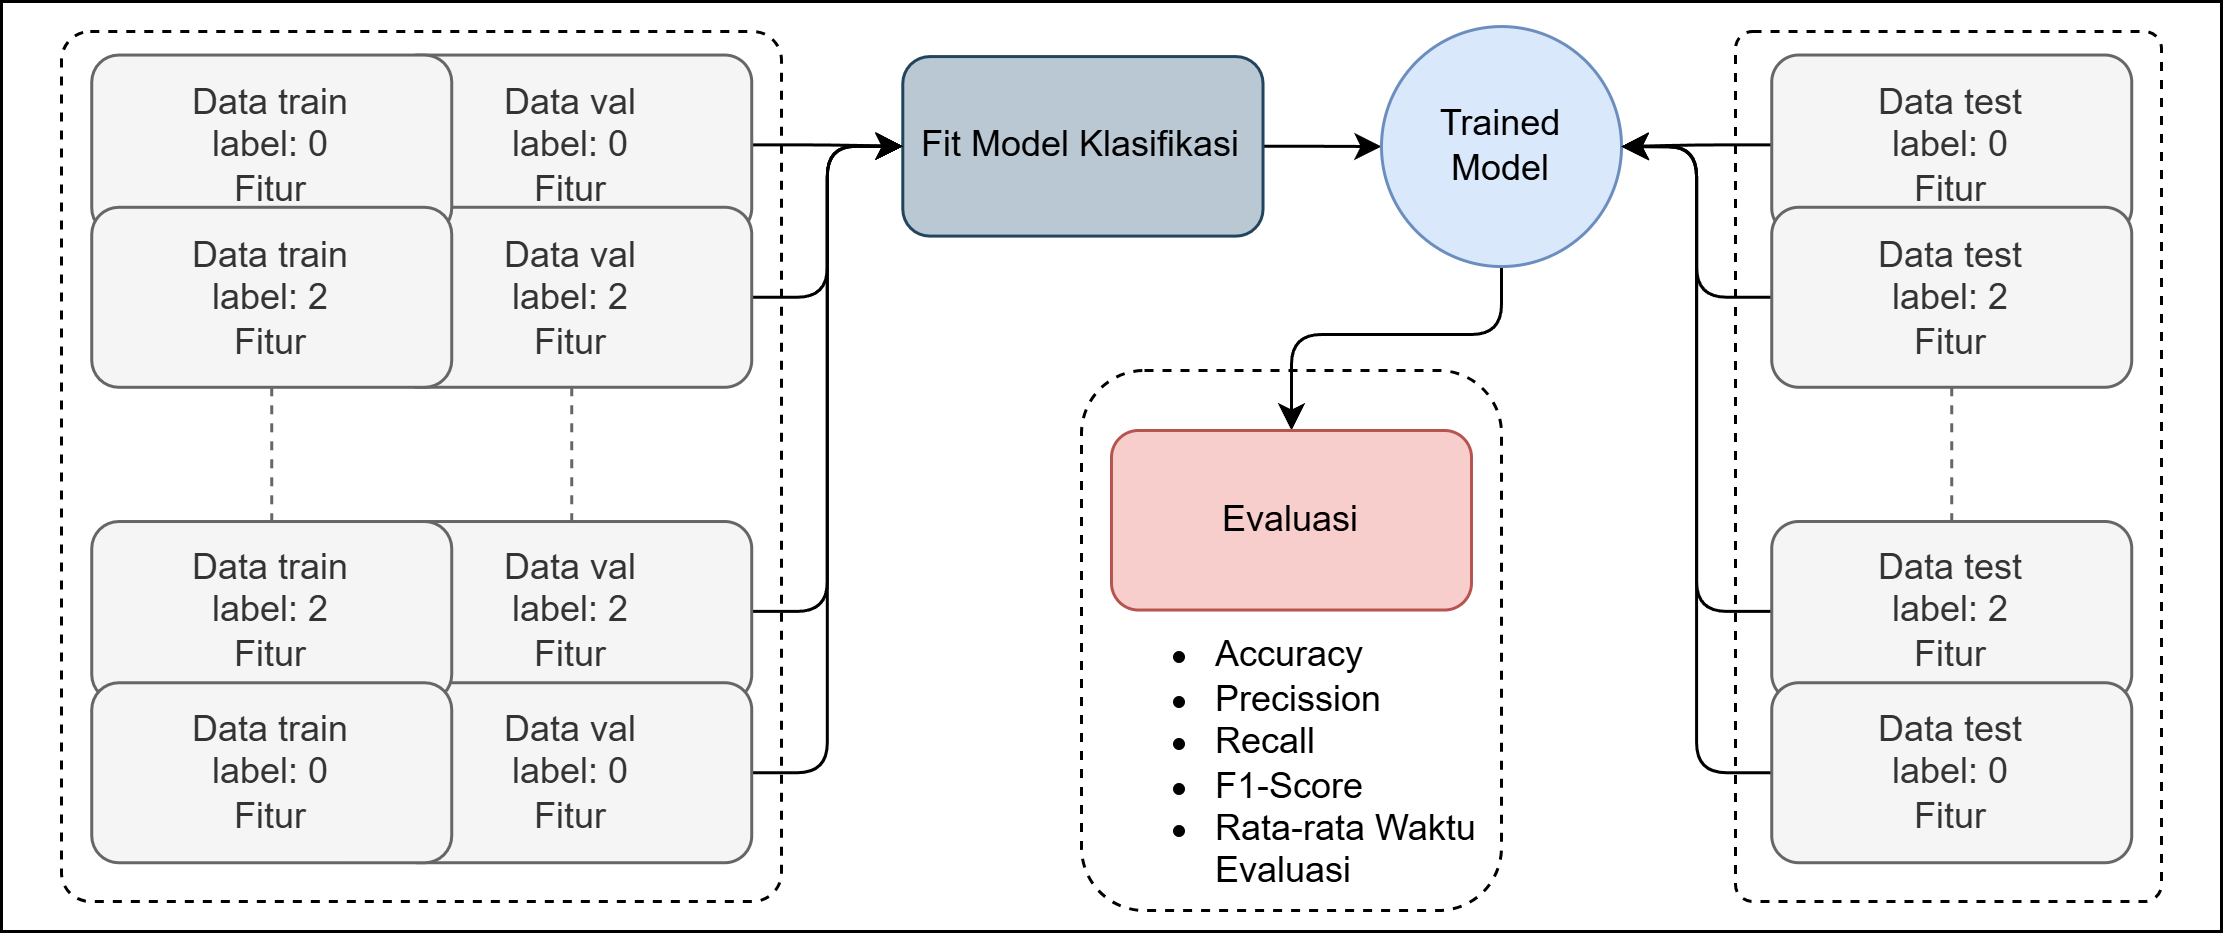 Data train
label: 0
Fitur
Data val
label: 0
Fitur
Data train
label: 2
Fitur
Data val
label: 2
Fitur
Data train
label: 2
Fitur
Data val
label: 2
Fitur
Data train
label: 0
Fitur
Data val
label: 0
Fitur
Fit Model Klasifikasi
Trained
Model
Evaluasi
Accuracy
Precission
Recall
F1-Score
Rata-rata Waktu
Evaluasi
Data test
label: 0
Fitur
Data test
label: 2
Fitur
Data test
label: 2
Fitur
Data test
label: 0
Fitur